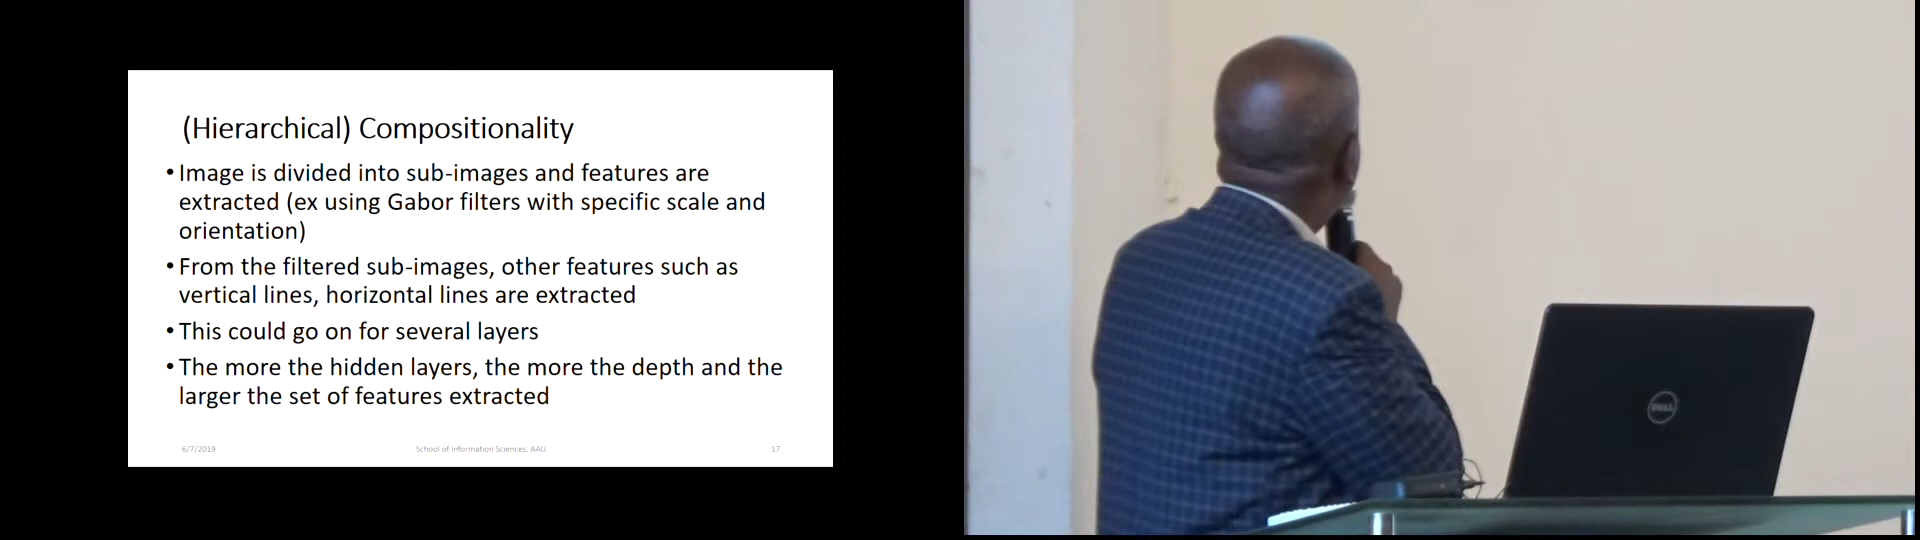 (Hierarchical) Compositionality
• Image is divided into sub-images and features are
extracted (ex using Gabor filters with specific scale and
orientation)
• From the filtered sub-images, other features such as
vertical lines, horizontal lines are extracted
• This could go on for several layers
• The more the hidden layers, the more the depth and the
larger the set of features extracted
6/7/2019
School of Information Sciences, AAU
17
DELL